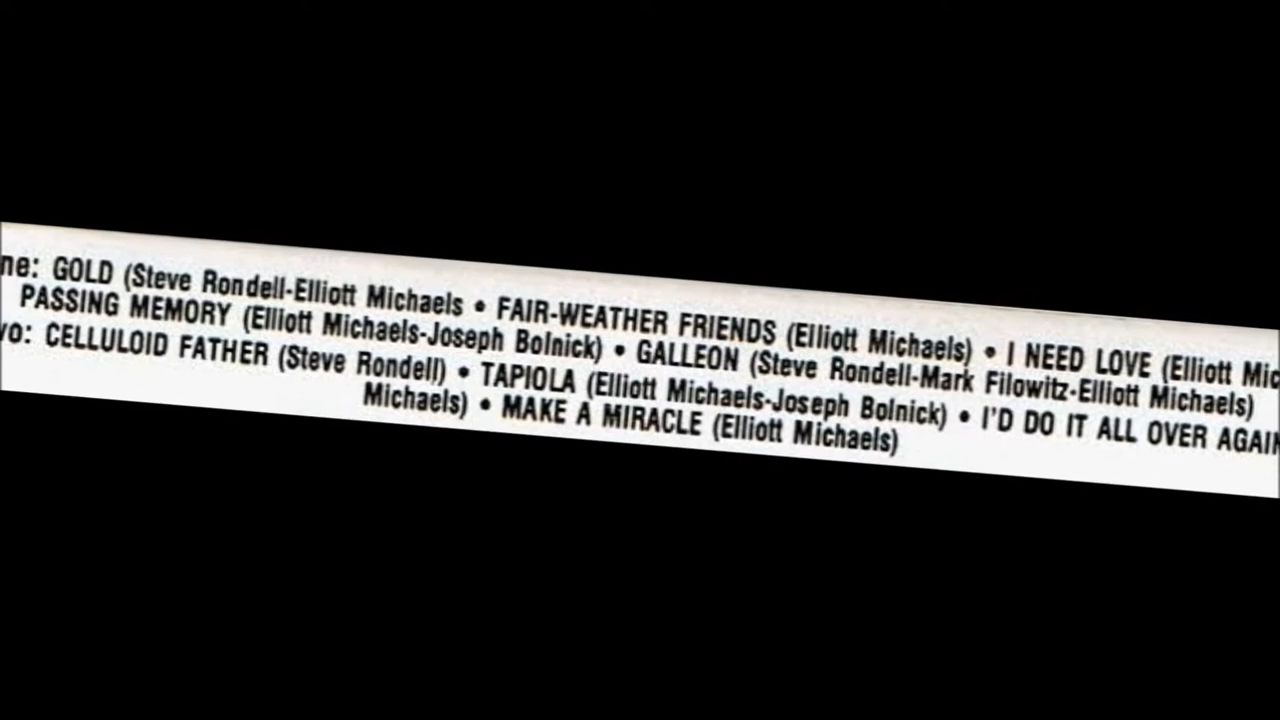 ne: GOLD (Steve Rondell-Elliott Michaels • FAIR-WEATHER FRIENDS (Elliott Michaels) • I NEED LOVE (Elliott Mic
PASSING MEMORY (Elliott Michaels-Joseph Bolnick) • GALLEON (Steve Rondell-Mark Filowitz-Elliott Michaels)
vo: CELLULOID FATHER (Steve Rondell) • TAPIOLA (Elliott Michaels-Joseph Bolnick) • I'D DO IT ALL OVER AGAIN
Michaels) • MAKE A MIRACLE (Elliott Michaels)